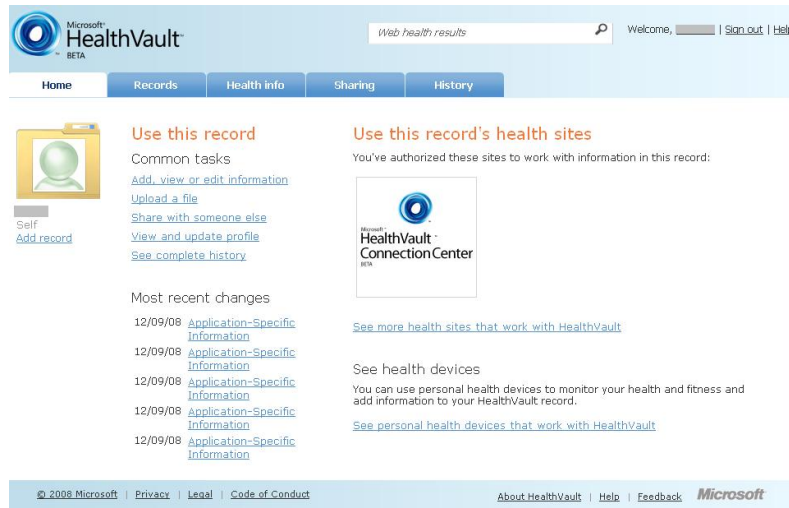 Microsoft
HealthVault
BETA
Web health results
Welcome, | Sign out | Help
Home Records Health info Sharing History
Self
Add record
Use this record
Common tasks
Add, view or edit information
Upload a file
Share with someone else
View and update profile
See complete history
Most recent changes
12/09/08 Application-Specific
Information
12/09/08 Application-Specific
Information
12/09/08 Application-Specific
Information
12/09/08 Application-Specific
Information
12/09/08 Application-Specific
Information
Use this record's health sites
You've authorized these sites to work with information in this record:
Microsoft
HealthVault
Connection Center
BETA
See more health sites that work with HealthVault
See health devices
You can use personal health devices to monitor your health and fitness and
add information to your HealthVault record.
See personal health devices that work with HealthVault
© 2008 Microsoft | Privacy | Legal | Code of Conduct
About HealthVault | Help | Feedback Microsoft